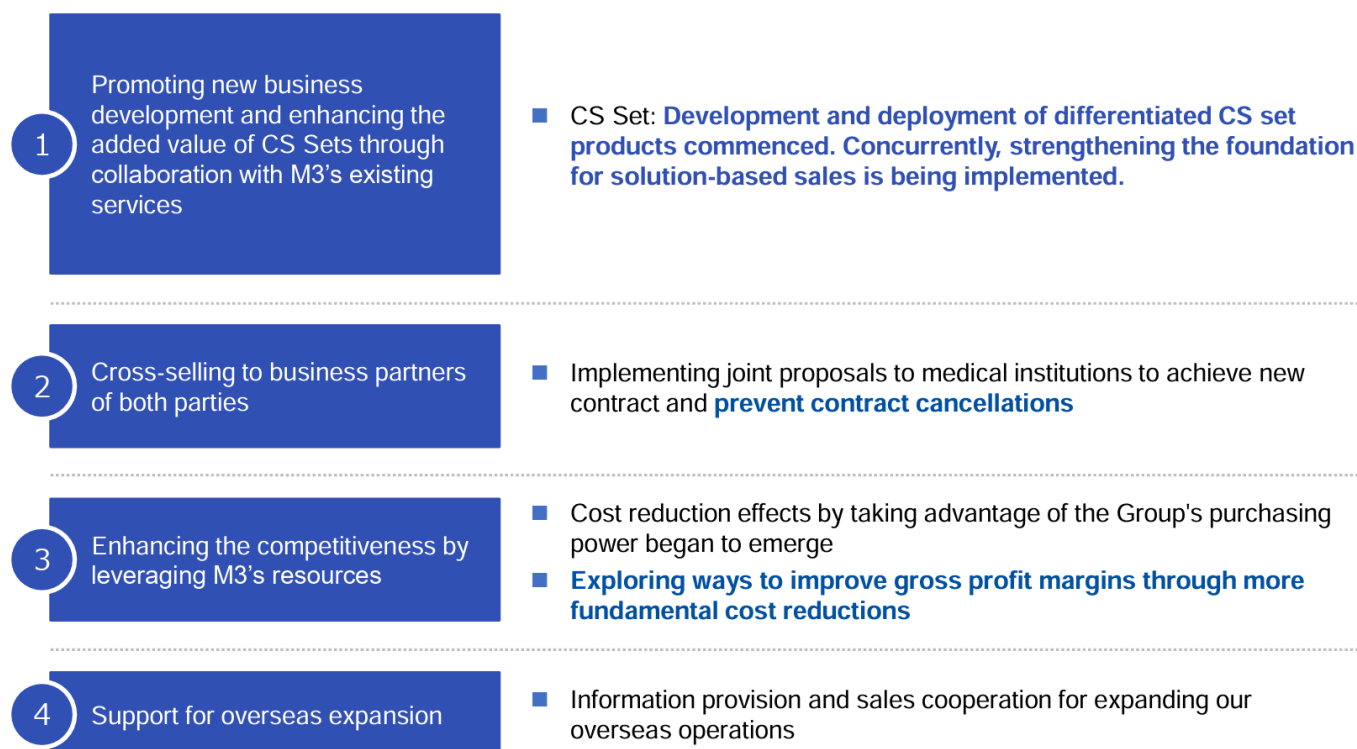 1
Promoting new business
development and enhancing the
added value of CS Sets through
collaboration with M3's existing
services
CS Set: Development and deployment of differentiated CS set
products commenced. Concurrently, strengthening the foundation
for solution-based sales is being implemented.
2
Cross-selling to business partners
of both parties
Implementing joint proposals to medical institutions to achieve new
contract and prevent contract cancellations
3
Enhancing the competitiveness by
leveraging M3's resources
Cost reduction effects by taking advantage of the Group's purchasing
power began to emerge
Exploring ways to improve gross profit margins through more
fundamental cost reductions
4
Support for overseas expansion
Information provision and sales cooperation for expanding our
overseas operations